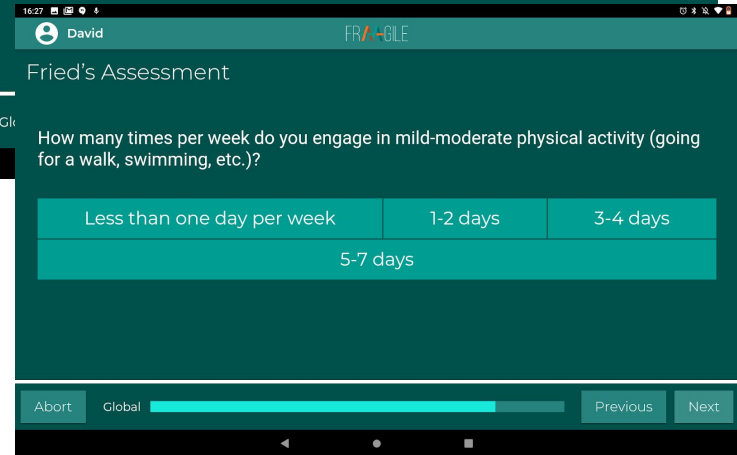 16:27
David
FRA-GILE
Fried's Assessment
Glo
How many times per week do you engage in mild-moderate physical activity (going
for a walk, swimming, etc.)?
Less than one day per week
1-2 days
3-4 days
5-7 days
Abort
Global
Previous
Next